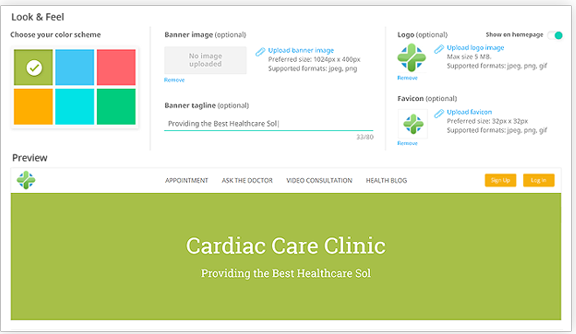 Look & Feel
Choose your color scheme
Banner image (optional)
No image
uploaded
Upload banner image
Preferred size: 1024px x 400px
Supported formats: jpeg, png
Remove
Banner tagline (optional)
Providing the Best Healthcare Sol
33/80
Logo (optional)
Show on homepage
Upload logo image
Max size 5 MB.
Supported formats: jpeg, png, gif
Remove
Favicon (optional)
Upload favicon
Preferred size: 32px x 32px
Supported formats: jpeg, png, gif
Remove
Preview
APPOINTMENT ASK THE DOCTOR VIDEO CONSULTATION HEALTH BLOG Sign Up Log in
Cardiac Care Clinic
Providing the Best Healthcare Sol